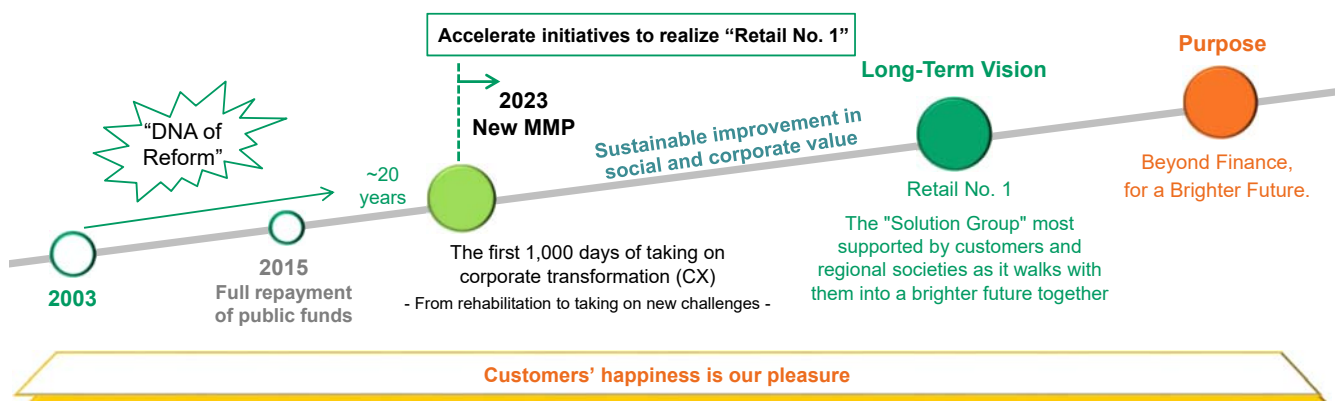 Accelerate initiatives to realize “Retail No. 1”
Purpose
Long-Term Vision
2023
New MMP
“DNA of
Reform”
Sustainable improvement in
social and corporate value
~20
years
Beyond Finance,
for a Brighter Future.
Retail No. 1
The "Solution Group" most
supported by customers and
regional societies as it walks with
them into a brighter future together
The first 1,000 days of taking on
corporate transformation (CX)
- From rehabilitation to taking on new challenges -
2015
Full repayment
of public funds
2003
Customers’ happiness is our pleasure